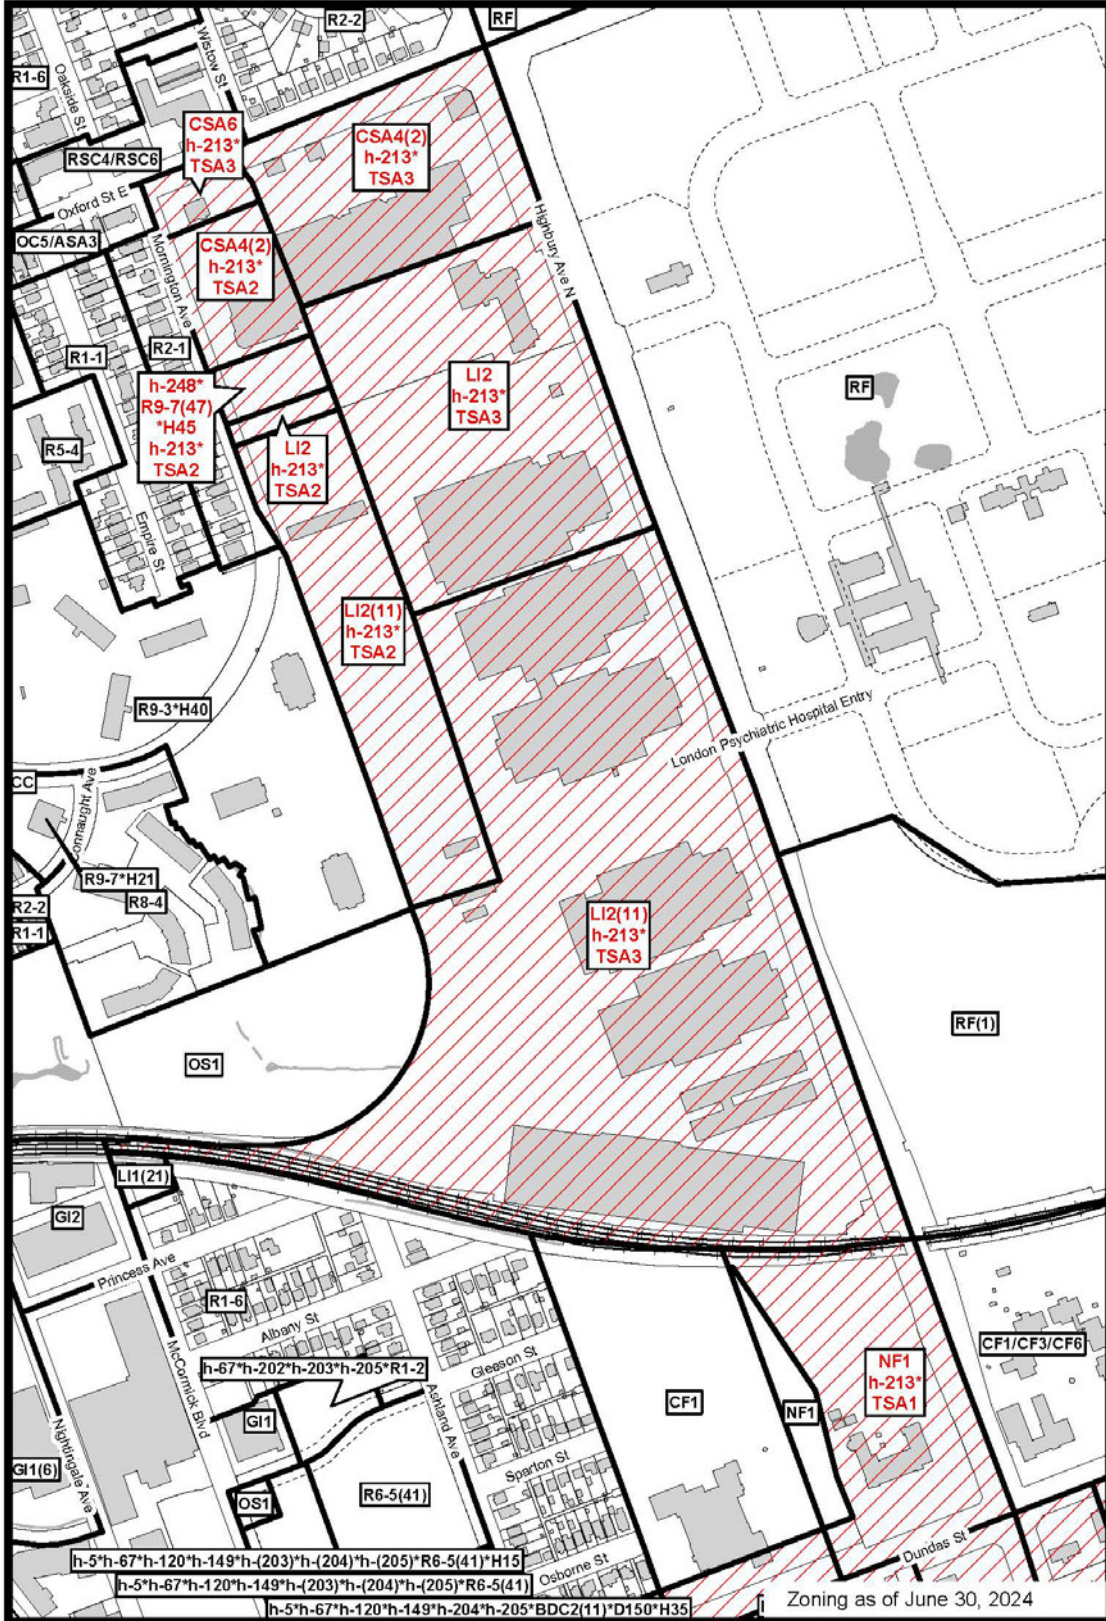 R2-2
RF
R1-6
Oakside St
Wistow St
CSA6
h-213*
TSA3
CSA4(2)
h-213*
TSA3
RSC4/RSC6
Oxford St E
OC5/ASA3
Mornington Ave
CSA4(2)
h-213*
TSA2
Highbury Ave N
R1-1
R2-1
h-248*
R9-7(47)
*H45
h-213*
TSA2
LI2
h-213*
TSA3
RF
R5-4
LI2
h-213*
TSA2
Empire St
LI2(11)
h-213*
TSA2
R9-3*H40
London Psychiatric Hospital Entry
CC
onnaught Ave
R9-7*H21
R8-4
R2-2
R1-1
LI2(11)
h-213*
TSA3
RF(1)
OS1
LI1(21)
GI2
Princess Ave
R1-6
Albany St
McCormick Blvd
h-67*h-202*h-203*h-205*R1-2
Gleeson St
Ashland Ave
CF1/CF3/CF6
NF1
h-213*
TSA1
CF1
NF1
GI1
Nightingale Ave
GI1(6)
Sparton St
OS1
R6-5(41)
Dundas St
h-5*h-67*h-120*h-149*h-(203)*h-(204)*h-(205)*R6-5(41)*H15
Osborne St
h-5*h-67*h-120*h-149*h-(203)*h-(204)*h-(205)*R6-5(41)
h-5*h-67*h-120*h-149*h-204*h-205*BDC2(11)*D150*H35
Zoning as of June 30, 2024